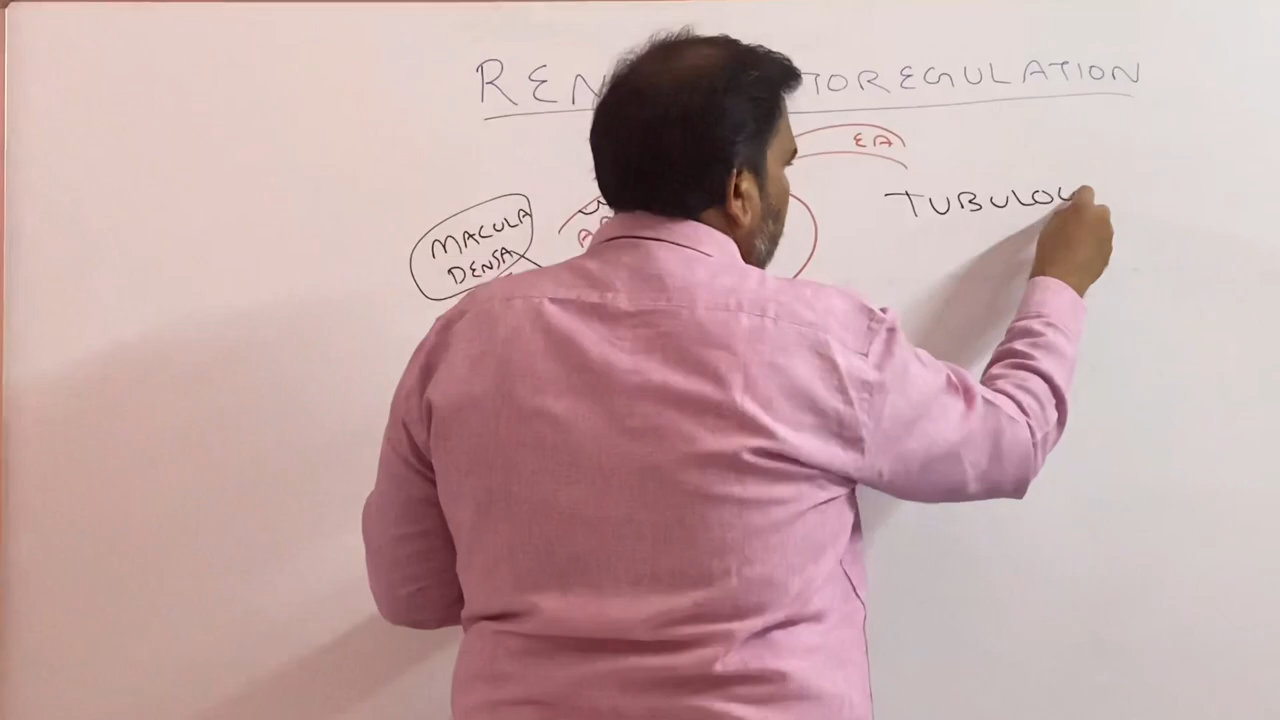 REN TOREGULATION
EA
TUBULO
MACULA
DENSA
A